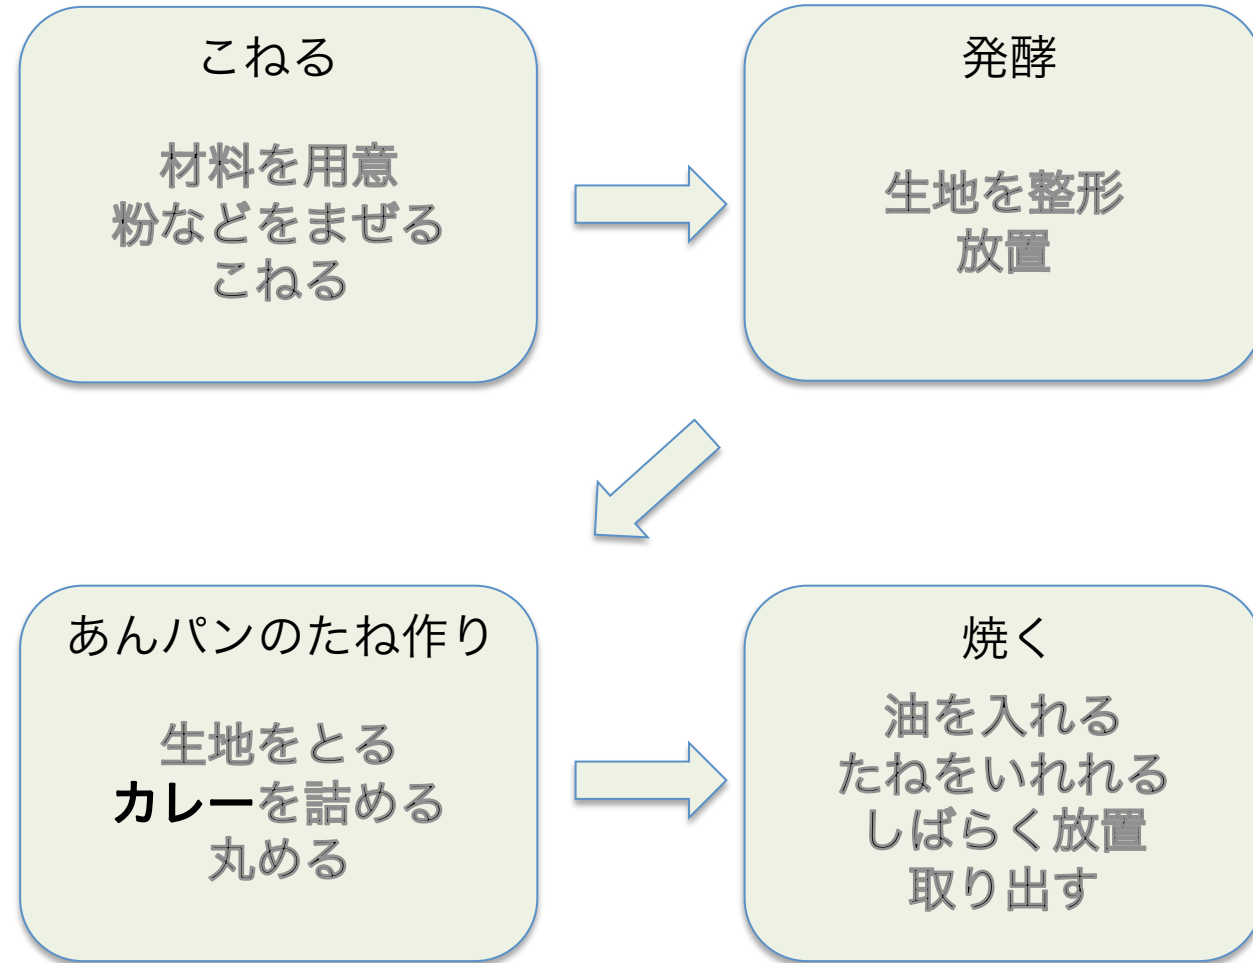 こねる
材料を用意
粉などをまぜる
こねる
発酵
生地を整形
放置
あんパンのたね作り
生地をとる
カレーを詰める
丸める
焼く
油を入れる
たねをいれれる
しばらく放置
取り出す